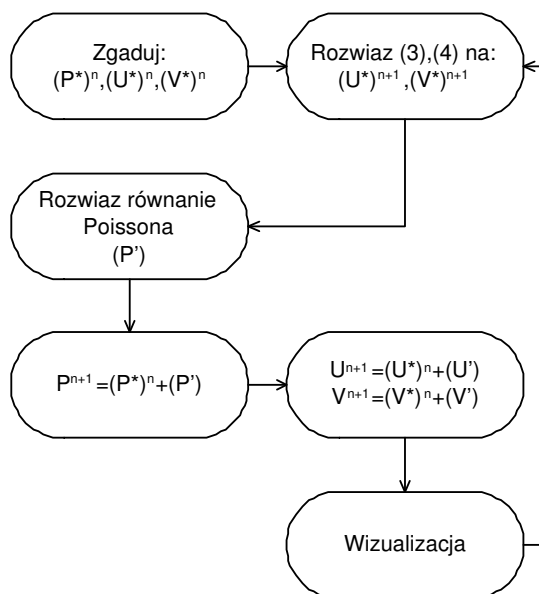 Zgaduj:
(P*)ⁿ,(U*)ⁿ,(V*)ⁿ
Rozwiaz (3),(4) na:
(U*)ⁿ⁺¹ ,(V*)ⁿ⁺¹
Rozwiaz równanie
Poissona
(P’)
Pⁿ⁺¹ =(P*)ⁿ+(P’)
Uⁿ⁺¹ =(U*)ⁿ+(U’)
Vⁿ⁺¹ =(V*)ⁿ+(V’)
Wizualizacja